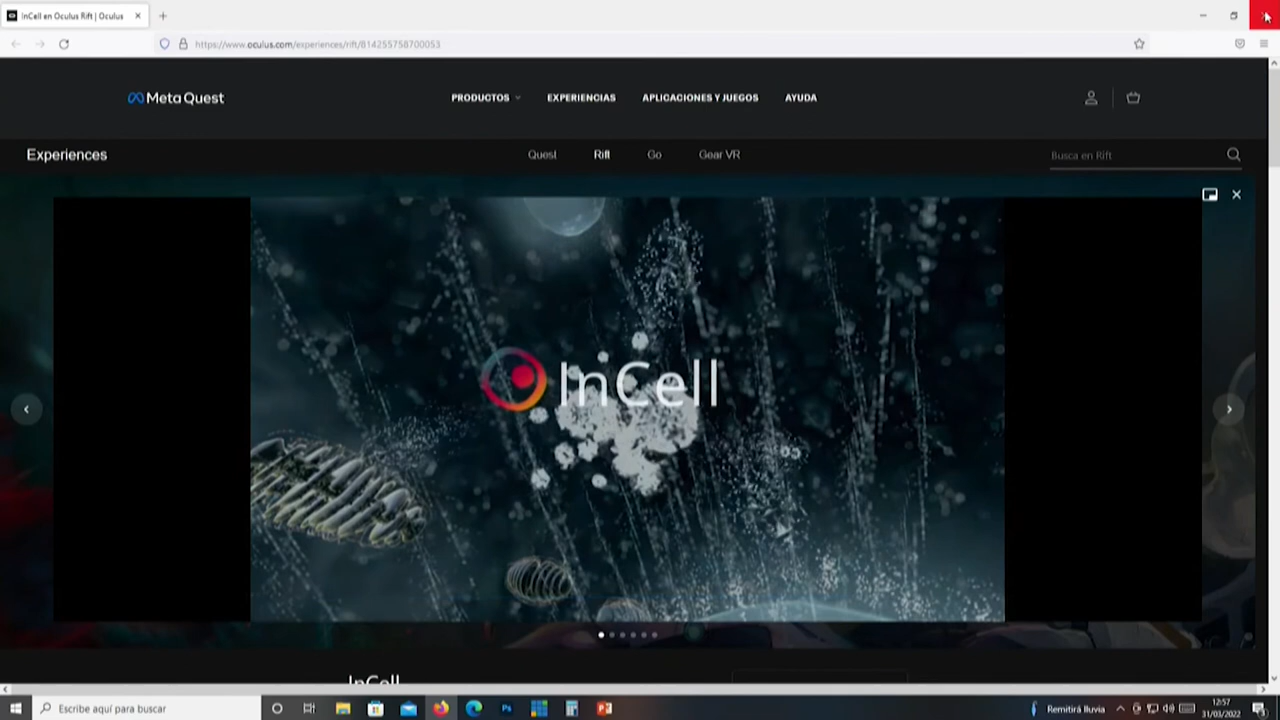 InCell en Oculus Rift | Oculus
https://www.oculus.com/experiences/rift/814255758700053
Meta Quest
PRODUCTOS
EXPERIENCIAS
APLICACIONES Y JUEGOS
AYUDA
Experiences
Quest
Rift
Go
Gear VR
Busca en Rift
InCell
InCell
Escribe aquí para buscar
Remitirá lluvia
12:57
31/03/2022